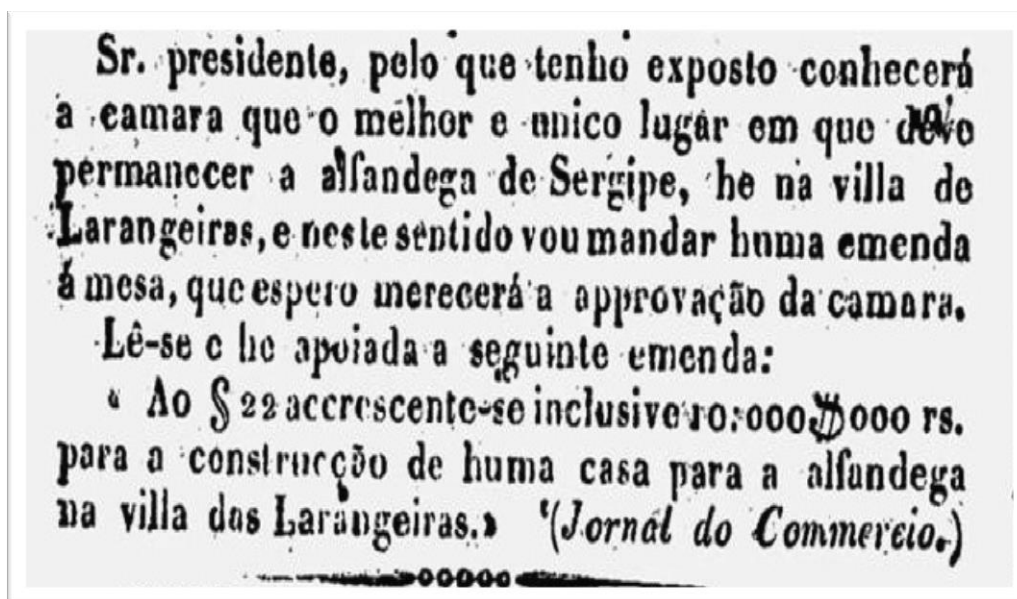 Sr. presidente, pelo que tenho exposto conhecerá
a camara que o melhor e unico lugar em que deve
permanecer a alfandega de Sergipe, he na villa de
Larangeiras, e neste sentido vou mandar huma emenda
á mesa, que espero merecerá a approvação da camara.
Lê-se e he apoiada a seguinte emenda:
« Ao § 22 accrescente-se inclusive 10:000$000 rs.
para a construcção de huma casa para a alfandega
na villa das Larangeiras.» (Jornal do Commercio.)